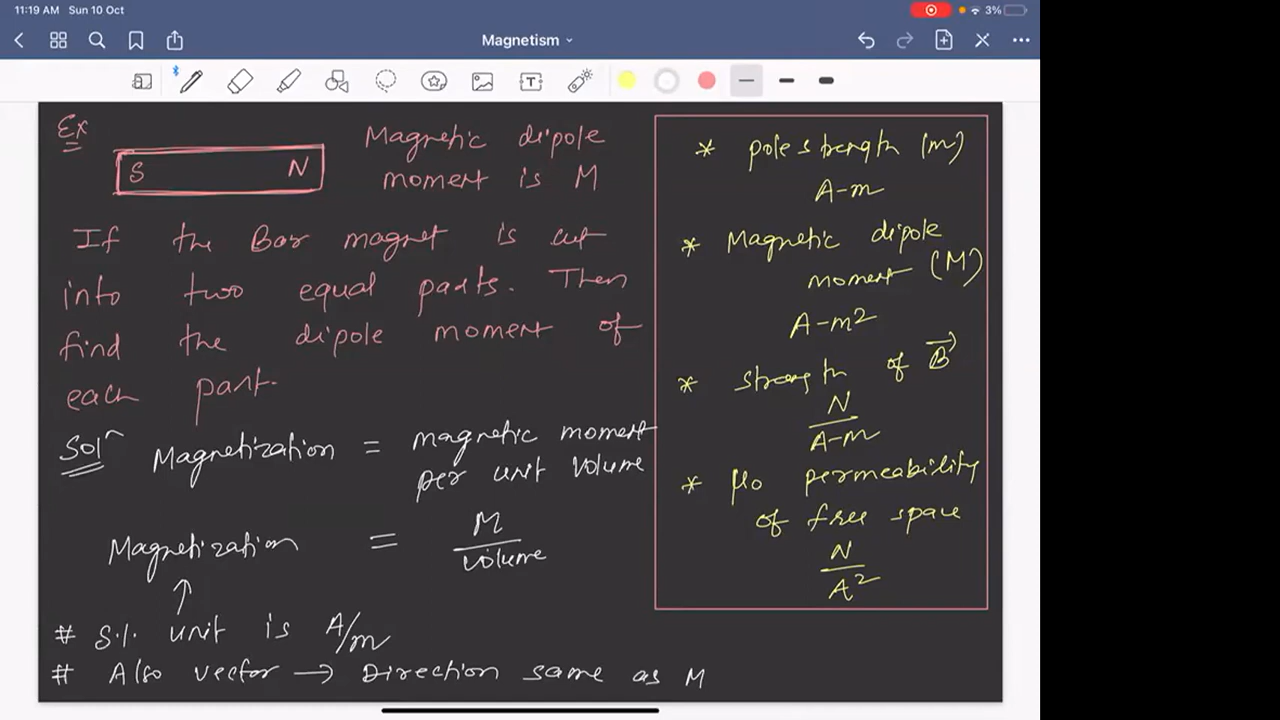 11:19 AM Sun 10 Oct
3%
Magnetism
Ex
S N
Magnetic dipole
moment is M
If the Bar magnet is cut
into two equal parts. Then
find the dipole moment of
each part.
Sol^n Magnetization = magnetic moment
per unit volume
Magnetization = M
volume
# S.I. unit is A/m
# Also vector → Direction same as M
* pole strength (m)
A-m
* Magnetic dipole
moment (M)
A-m²
* strength of B⃗
N
A-m
* μ0 permeability
of free space
N
A²